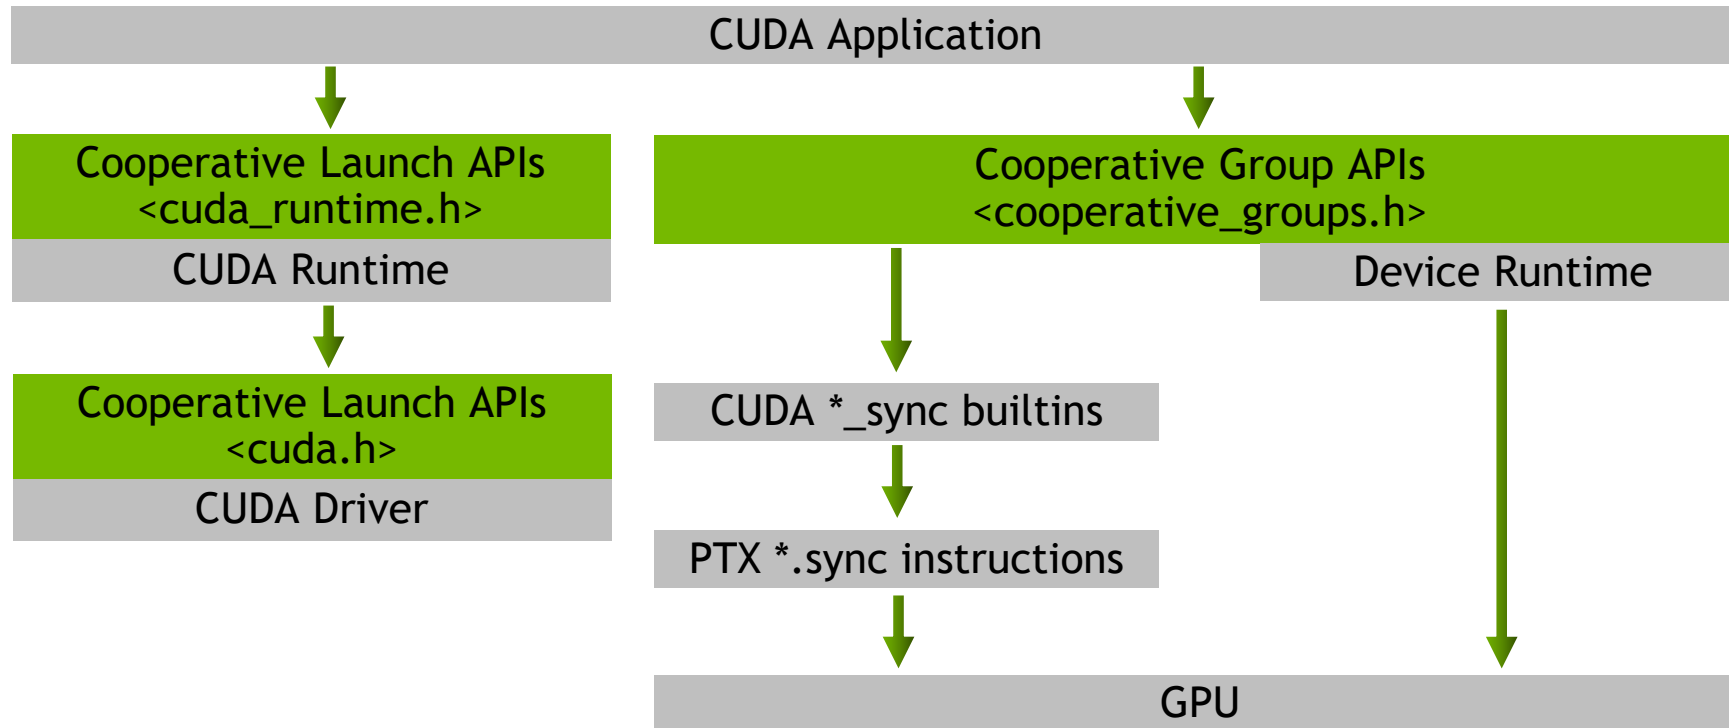 CUDA Application
Cooperative Launch APIs
<cuda_runtime.h>
CUDA Runtime
Cooperative Launch APIs
<cuda.h>
CUDA Driver
Cooperative Group APIs
<cooperative_groups.h>
Device Runtime
CUDA *_sync builtins
PTX *.sync instructions
GPU